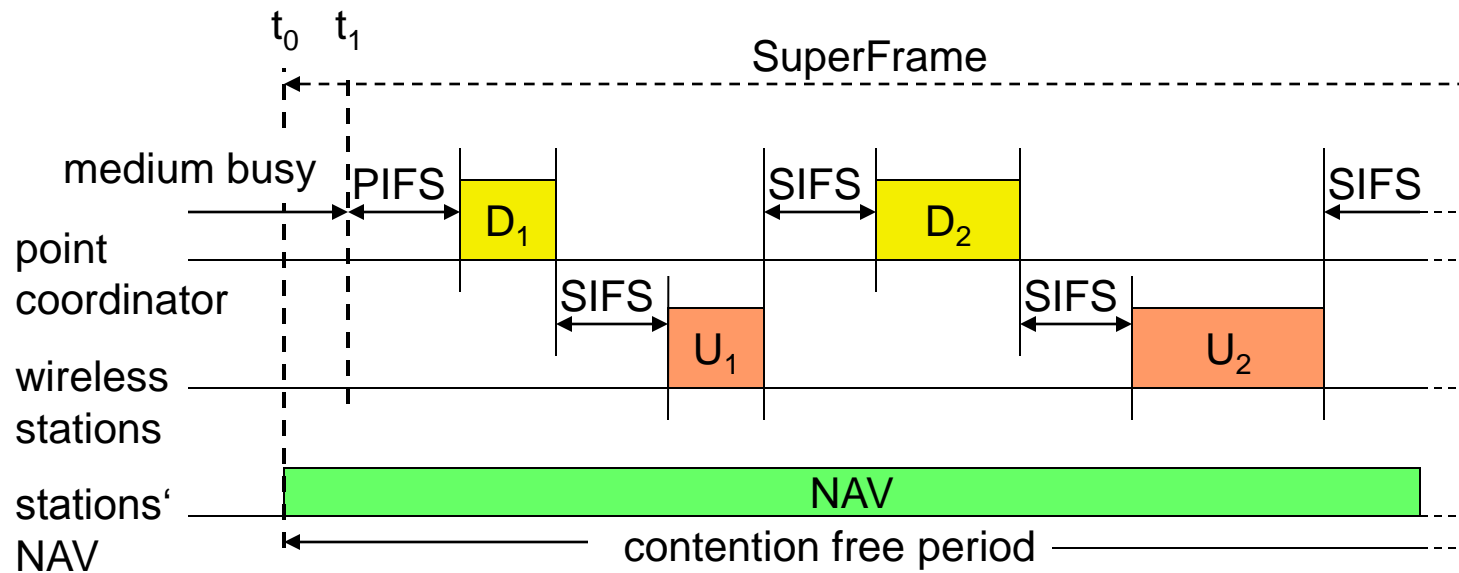 t₀ t₁
SuperFrame
medium busy
PIFS
SIFS
SIFS
D₁
D₂
point
coordinator
SIFS
SIFS
U₁
U₂
wireless
stations
stations‘
NAV
NAV
contention free period